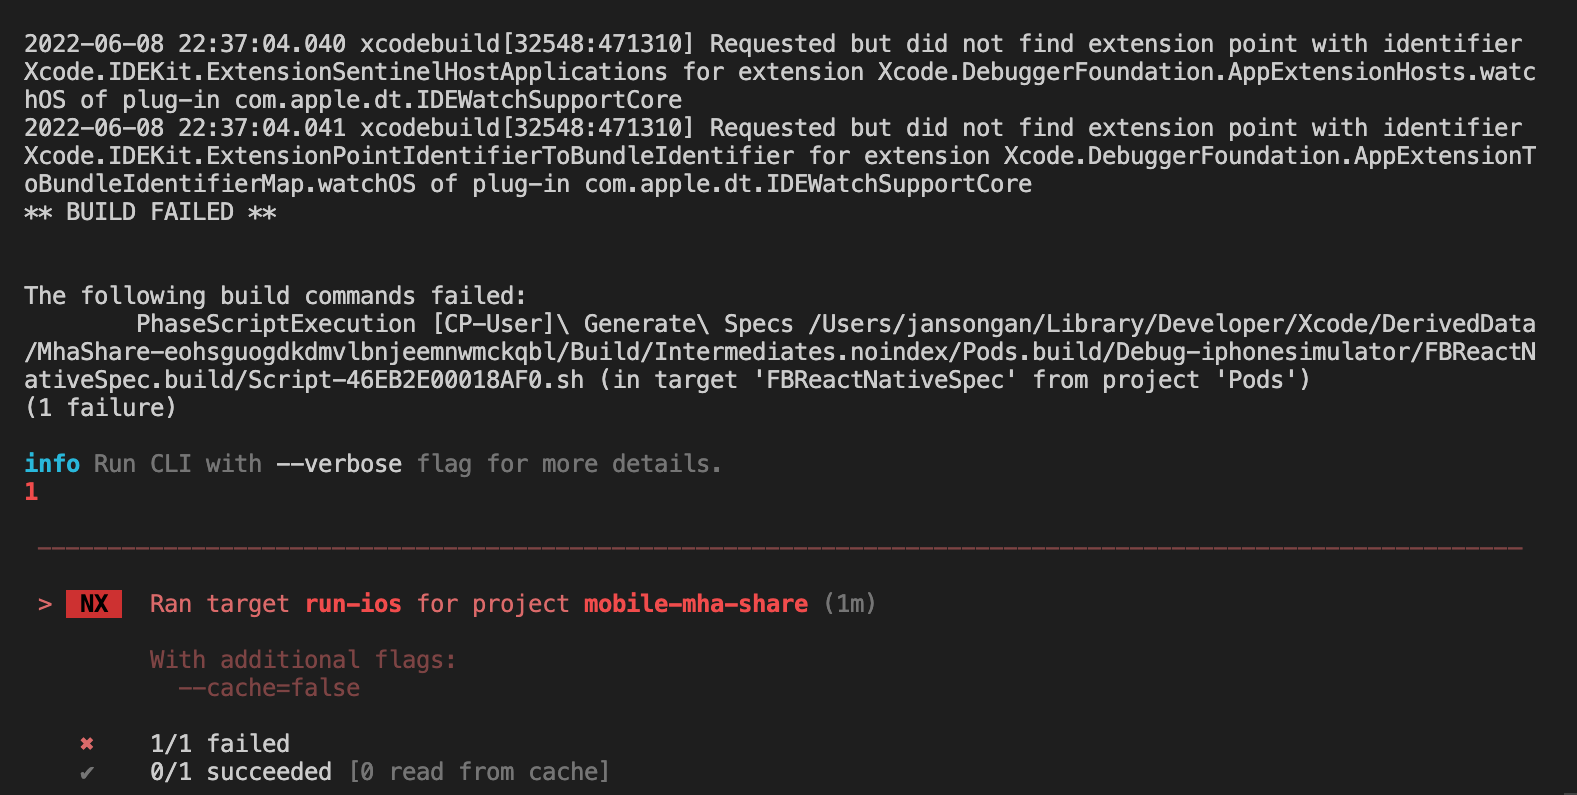 2022-06-08 22:37:04.040 xcodebuild[32548:471310] Requested but did not find extension point with identifier
Xcode.IDEKit.ExtensionSentinelHostApplications for extension Xcode.DebuggerFoundation.AppExtensionHosts.watc
hOS of plug-in com.apple.dt.IDEWatchSupportCore
2022-06-08 22:37:04.041 xcodebuild[32548:471310] Requested but did not find extension point with identifier
Xcode.IDEKit.ExtensionPointIdentifierToBundleIdentifier for extension Xcode.DebuggerFoundation.AppExtensionT
oBundleIdentifierMap.watchOS of plug-in com.apple.dt.IDEWatchSupportCore
** BUILD FAILED **
The following build commands failed:
PhaseScriptExecution [CP-User]\ Generate\ Specs /Users/jansongan/Library/Developer/Xcode/DerivedData
/MhaShare-eohsguogdkdmvlbnjeemnwmckqbl/Build/Intermediates.noindex/Pods.build/Debug-iphonesimulator/FBReactN
ativeSpec.build/Script-46EB2E00018AF0.sh (in target 'FBReactNativeSpec' from project 'Pods')
(1 failure)
info Run CLI with --verbose flag for more details.
1
> NX Ran target run-ios for project mobile-mha-share (1m)
With additional flags:
--cache=false
✖ 1/1 failed
✔ 0/1 succeeded [0 read from cache]